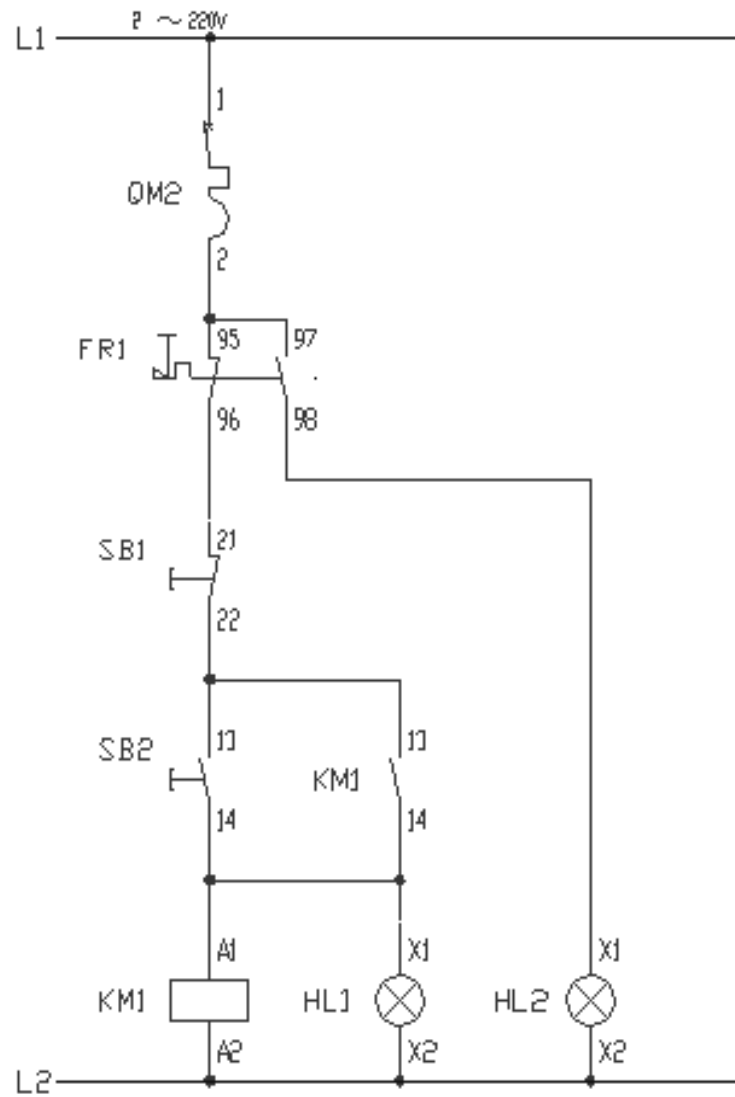 2 ～220V
L1
1
QM2
2
95 97
FR1
96 98
21
SB1
22
13 13
SB2
KM1
14 14
A1 X1 X1
KM1 HL1 HL2
A2 X2 X2
L2